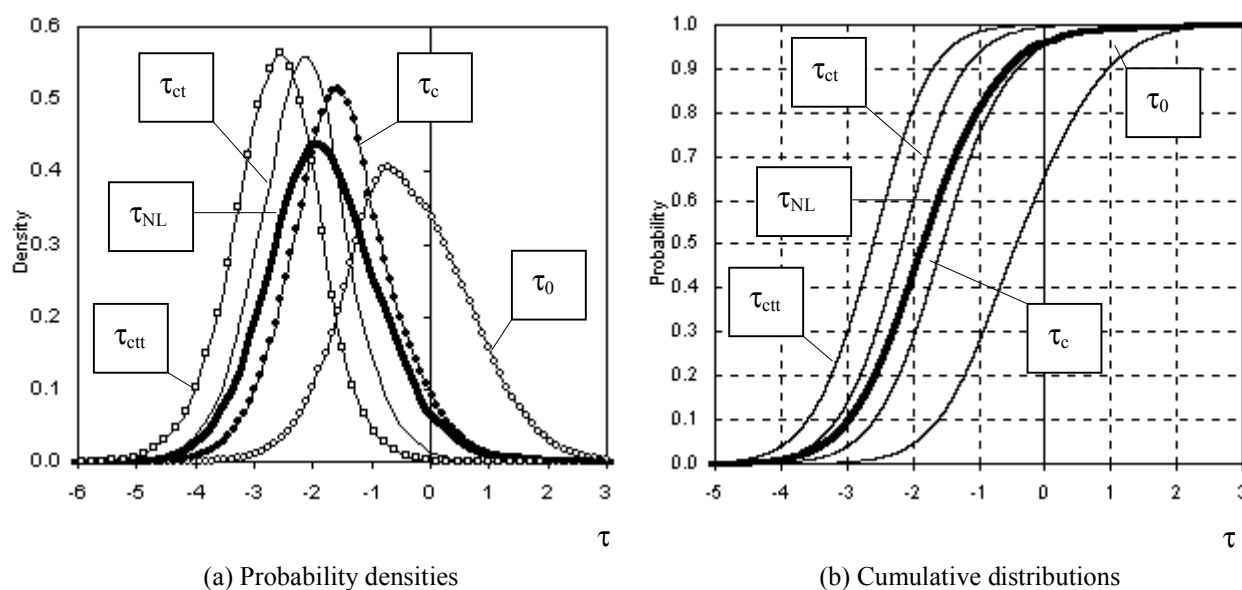 0.6
0.5
0.4
0.3
0.2
0.1
0.0
Density
-6 -5 -4 -3 -2 -1 0 1 2 3
τ
τct
τc
τNL
τ0
τctt
(a) Probability densities
1.0
0.9
0.8
0.7
0.6
0.5
0.4
0.3
0.2
0.1
0.0
Probability
-5 -4 -3 -2 -1 0 1 2 3
τ
τct
τ0
τNL
τctt
τc
(b) Cumulative distributions